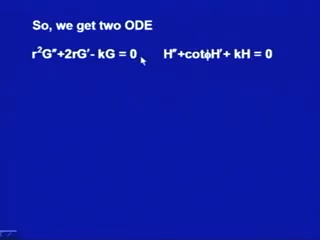 So, we get two ODE
r²G″+2rG′- kG = 0 H″+cotϕH′+ kH = 0